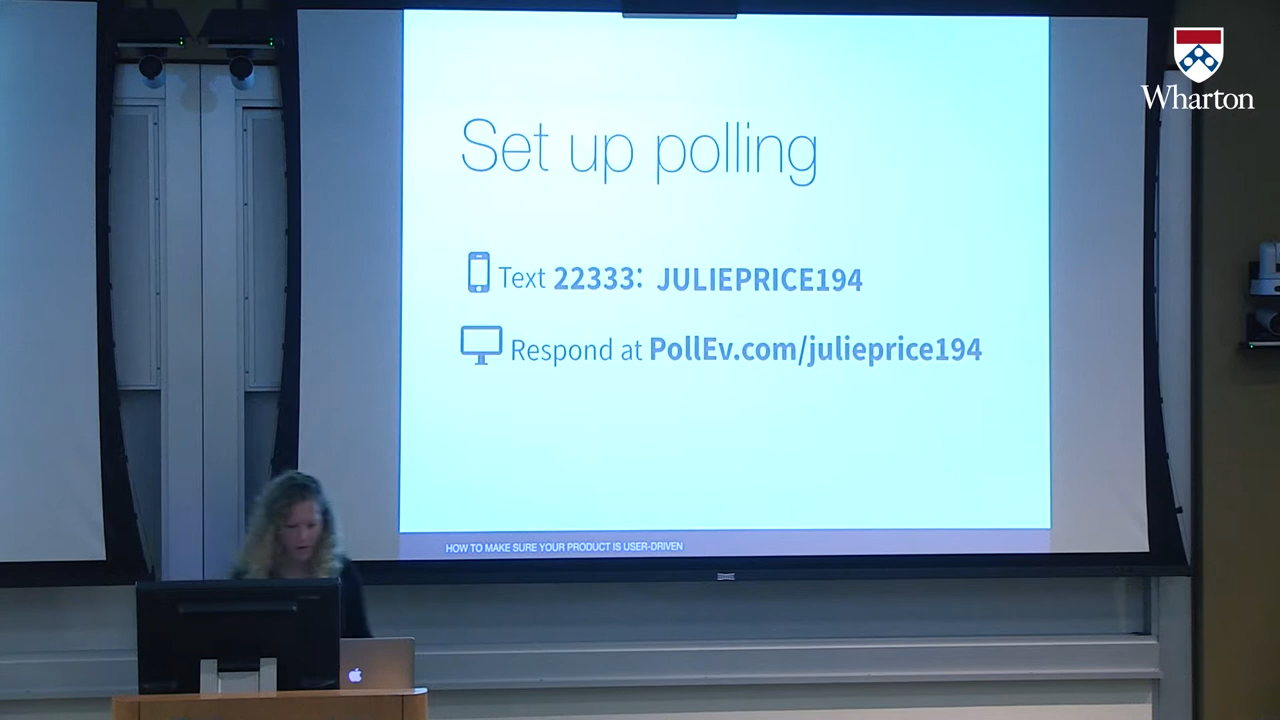 Wharton
Set up polling
Text 22333: JULIEPRICE194
Respond at PollEv.com/julieprice194
HOW TO MAKE SURE YOUR PRODUCT IS USER-DRIVEN